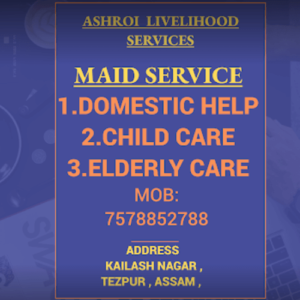 ASHROI LIVELIHOOD
SERVICES
MAID SERVICE
1.DOMESTIC HELP
2.CHILD CARE
3.ELDERLY CARE
MOB:
7578852788
ADDRESS
KAILASH NAGAR ,
TEZPUR , ASSAM ,